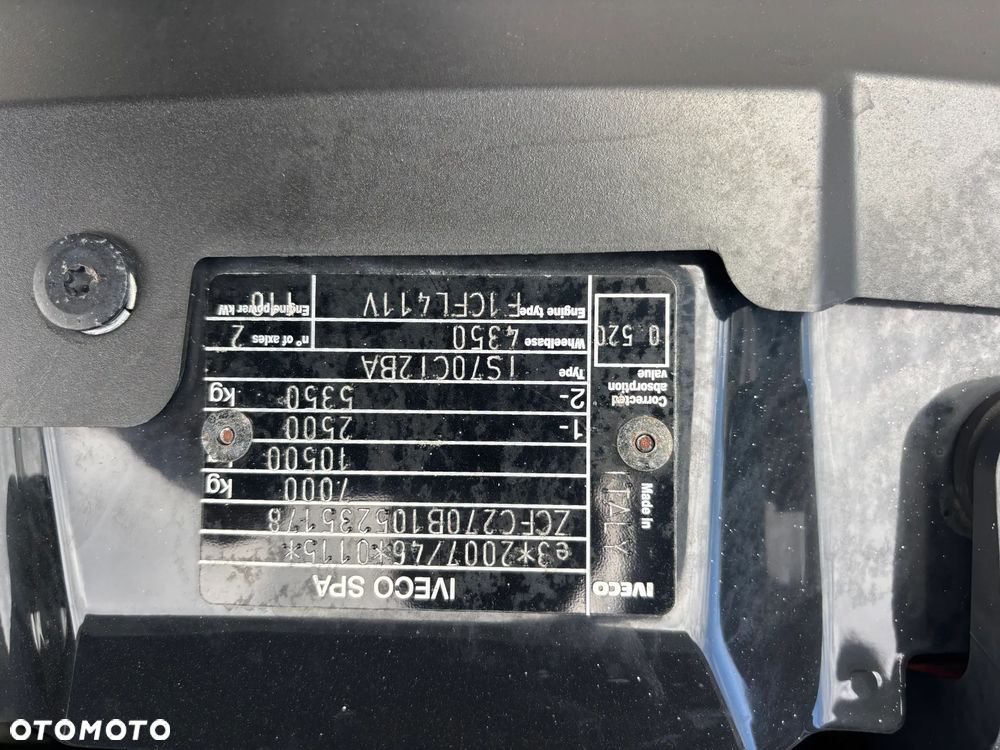 IVECO
IVECO SPA
e3*2007/46*0115*
ZCFC270B105235178
7000 kg
10500
1- 2500
2- 5350 kg
Type IS70CI2BA
Wheelbase 4350
n° of axles 2
Engine type F1CFL411V
Engine power kW 110
Made in
ITALY
Corrected
absorption
value
0.520
OTOMOTO